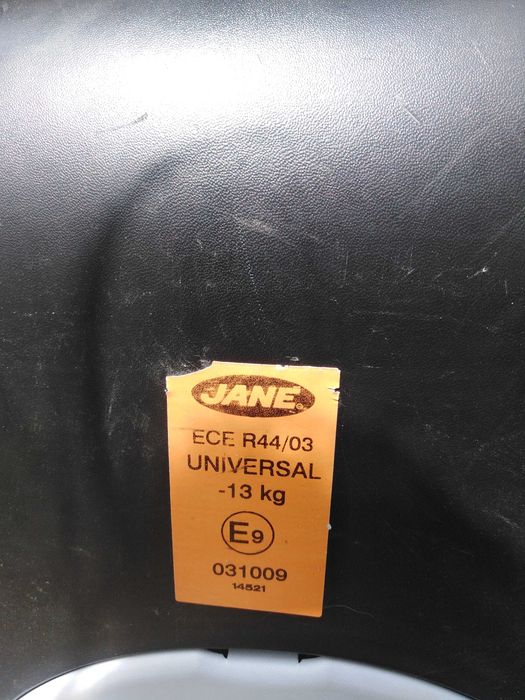 JANE
ECE R44/03
UNIVERSAL
-13 kg
E9
031009
14521